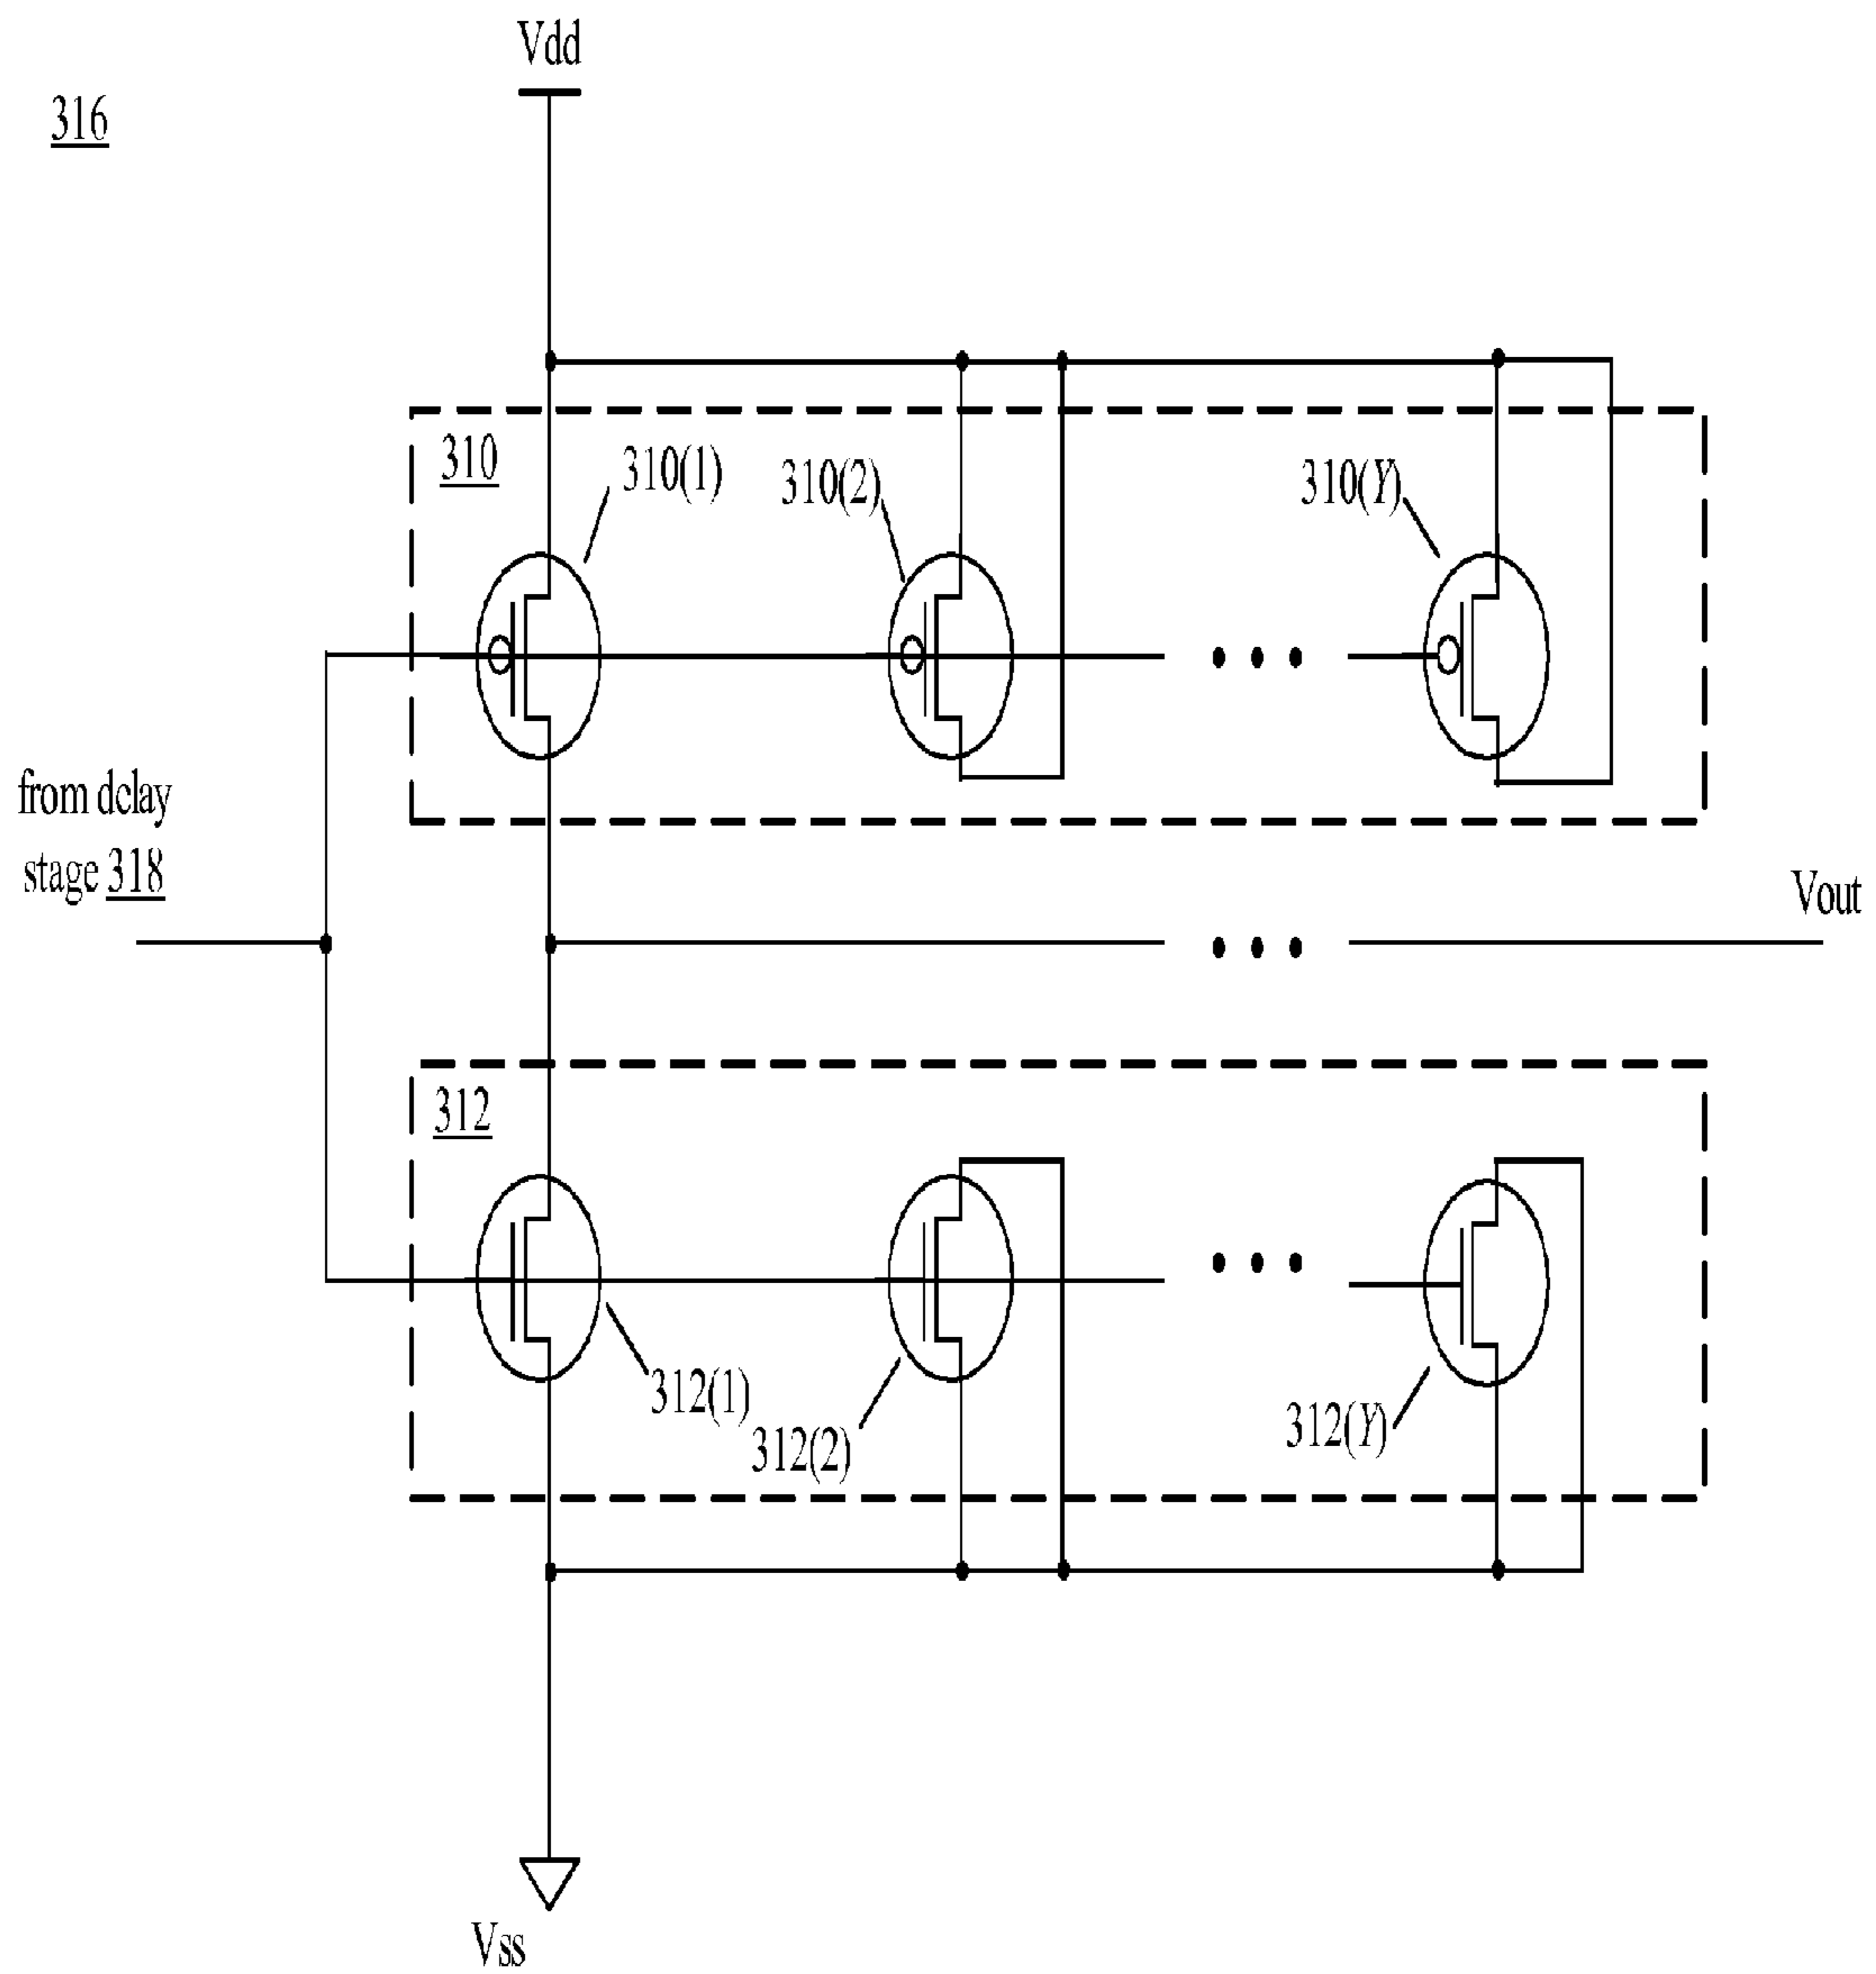 Vdd
316
310
310(1)
310(2)
310(Y)
from dclay
stage 318
Vout
312
312(1)
312(2)
312(Y)
Vss